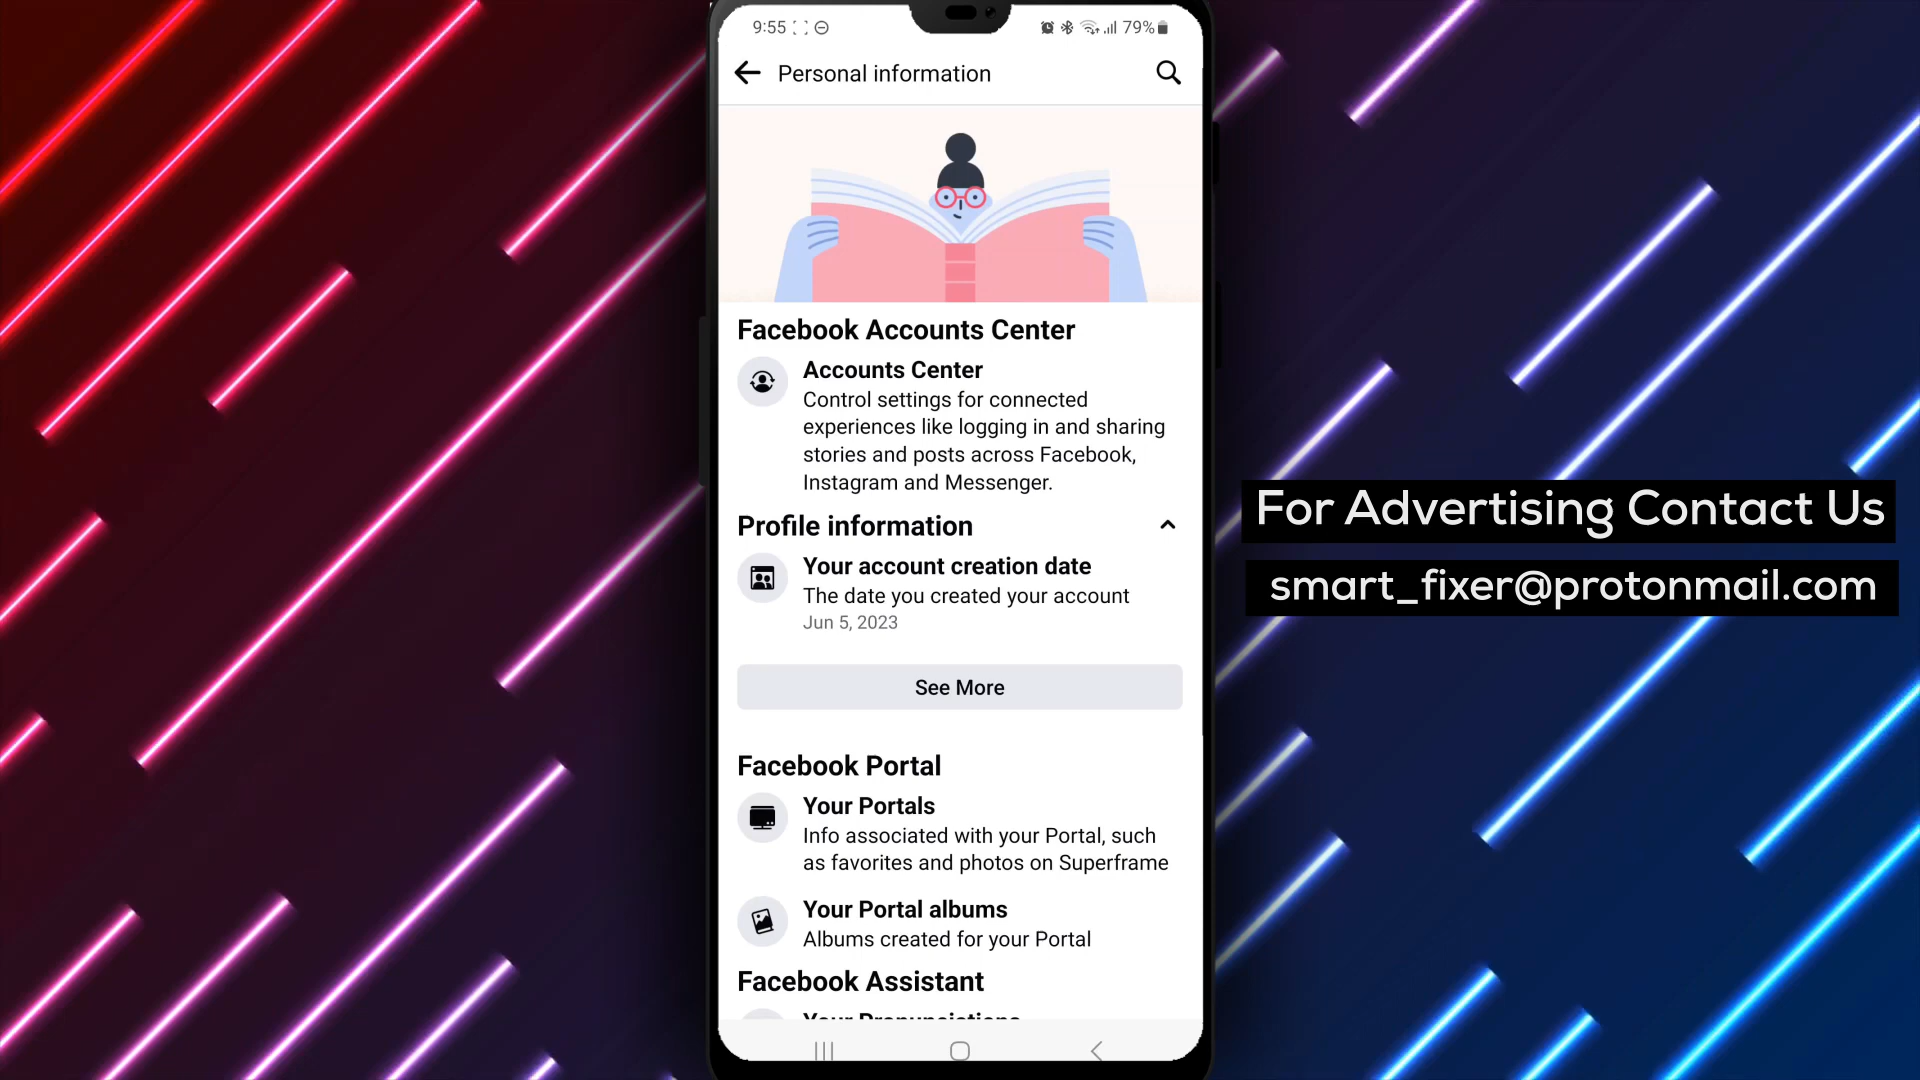 9:55
79%
Personal information
Facebook Accounts Center
Accounts Center
Control settings for connected
experiences like logging in and sharing
stories and posts across Facebook,
Instagram and Messenger.
Profile information
Your account creation date
The date you created your account
Jun 5, 2023
See More
Facebook Portal
Your Portals
Info associated with your Portal, such
as favorites and photos on Superframe
Your Portal albums
Albums created for your Portal
Facebook Assistant
For Advertising Contact Us
smart_fixer@protonmail.com